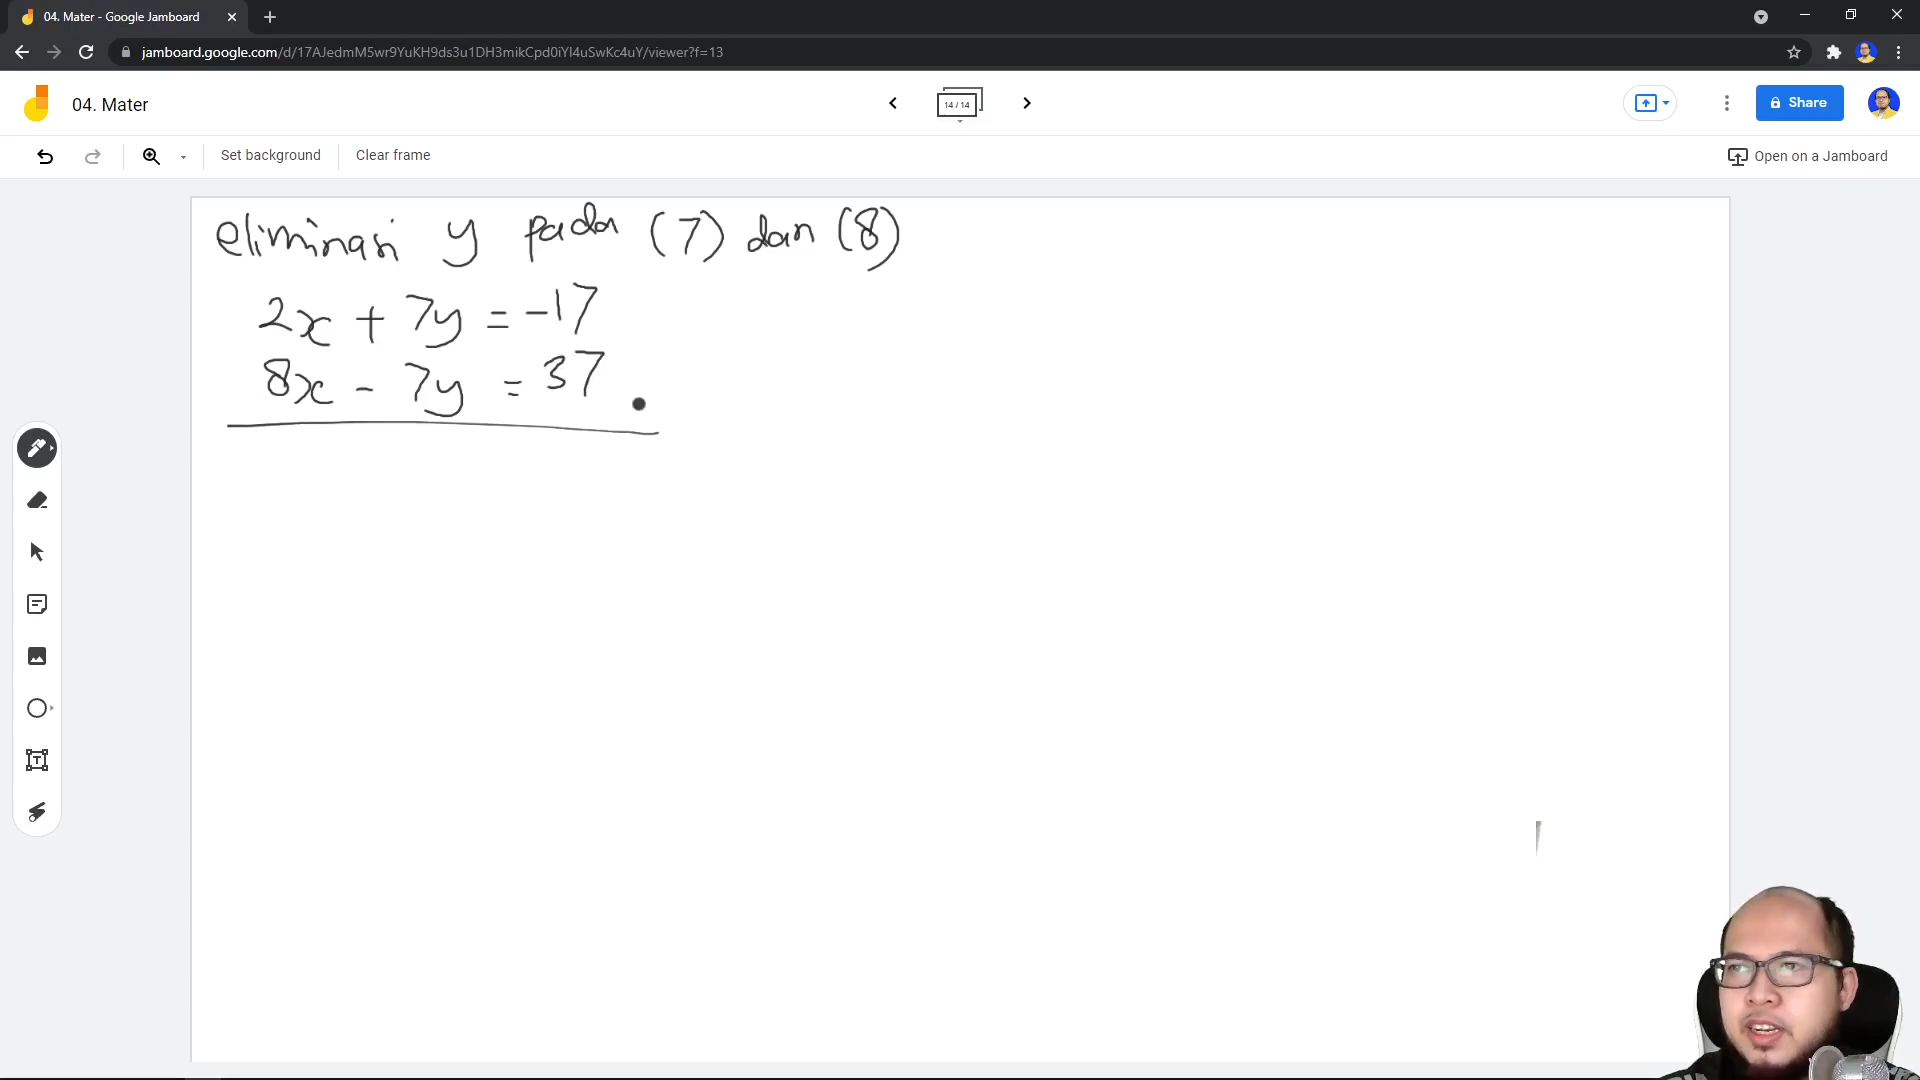 04. Mater - Google Jamboard
jamboard.google.com/d/17AJedmM5wr9YuKH9ds3u1DH3mikCpd0iYI4uSwKc4uY/viewer?f=13
04. Mater
14 / 14
Share
Set background
Clear frame
Open on a Jamboard
eliminasi y pada (7) dan (8)
2x + 7y = -17
8x - 7y = 37